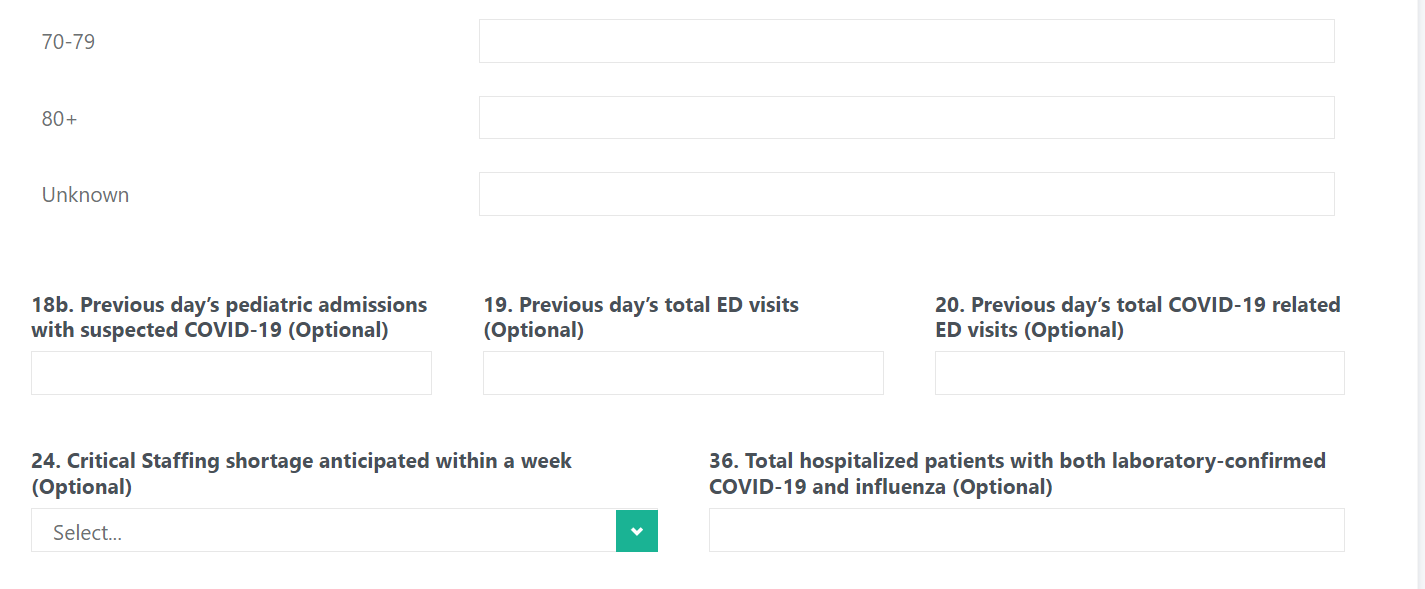 70-79
80+
Unknown
18b. Previous day’s pediatric admissions
with suspected COVID-19 (Optional)
19. Previous day’s total ED visits
(Optional)
20. Previous day’s total COVID-19 related
ED visits (Optional)
24. Critical Staffing shortage anticipated within a week
(Optional)
Select...
36. Total hospitalized patients with both laboratory-confirmed
COVID-19 and influenza (Optional)